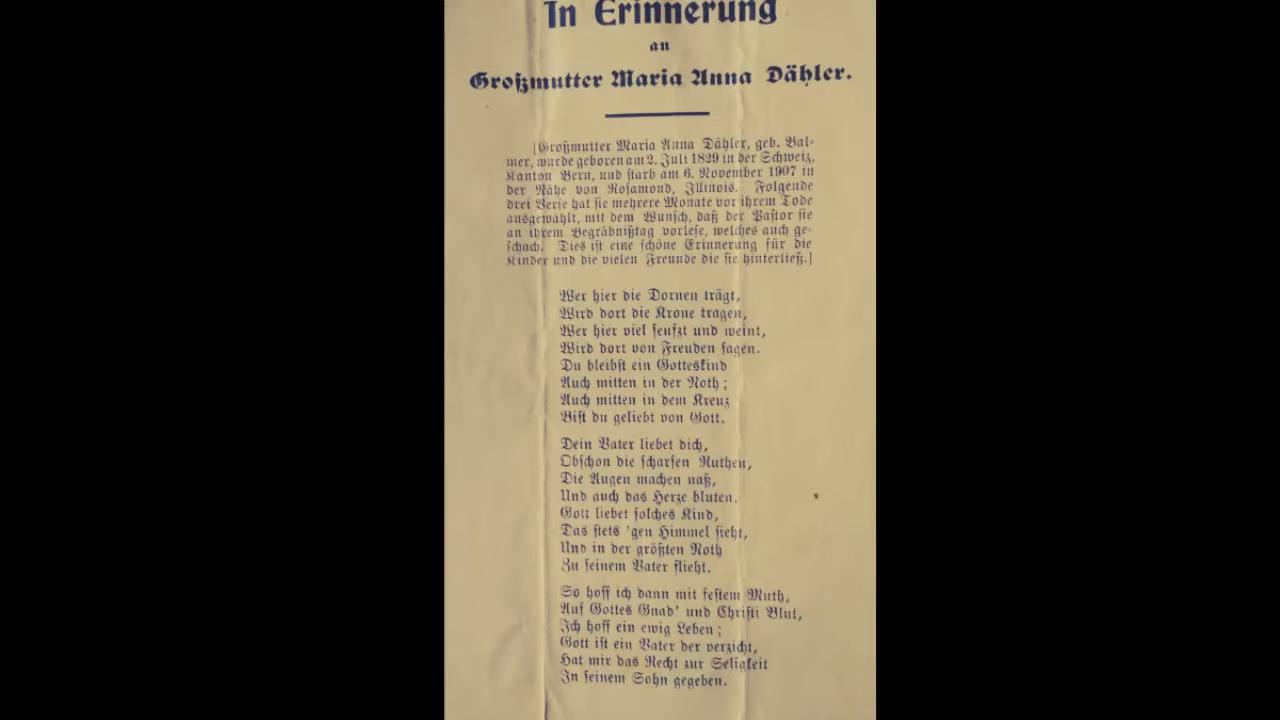 In Erinnerung
an
Großmutter Maria Anna Dähler.
[Großmutter Maria Anna Dähler, geb. Bal-
mer, wurde geboren am 2. Juli 1829 in der Schweiz,
Kanton Bern, und starb am 6. November 1907 in
der Nähe von Rosamond, Illinois. Folgende
drei Verse hat sie mehrere Monate vor ihrem Tode
ausgewählt, mit dem Wunsch, daß der Pastor sie
an ihrem Begräbnißtag vorlese, welches auch ge-
schach. Dies ist eine schöne Erinnerung für die
Kinder und die vielen Freunde die sie hinterließ.]
Wer hier die Dornen trägt,
Wird dort die Krone tragen,
Wer hier viel seufzt und weint,
Wird dort von Freuden sagen.
Du bleibst ein Gotteskind
Auch mitten in der Noth;
Auch mitten in dem Kreuz
Bist du geliebt von Gott.
Dein Vater liebet dich,
Obschon die scharfen Ruthen,
Die Augen machen naß,
Und auch das Herze bluten.
Gott liebet solches Kind,
Das stets 'gen Himmel sieht,
Und in der größten Noth
Zu seinem Vater flieht.
So hoff ich dann mit festem Muth,
Auf Gottes Gnad' und Christi Blut,
Ich hoff ein ewig Leben;
Gott ist ein Vater der verzicht,
Hat mir das Recht zur Seligkeit
In seinem Sohn gegeben.